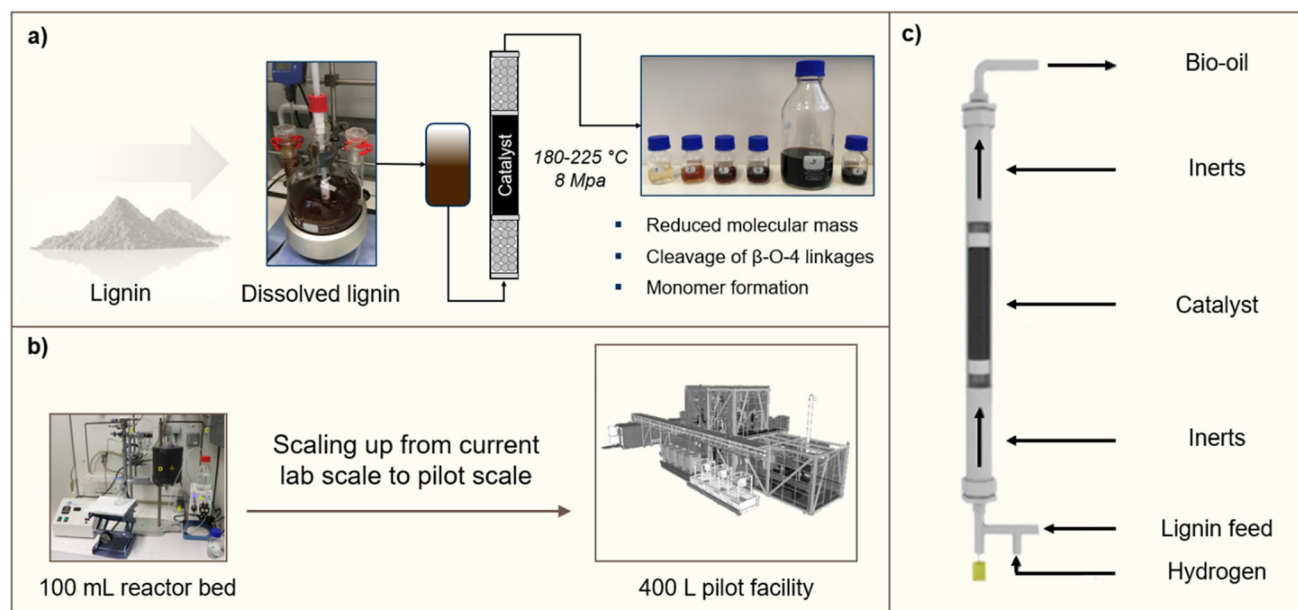 a)
Lignin
Dissolved lignin
Catalyst
180-225 °C
8 Mpa
▪ Reduced molecular mass
▪ Cleavage of β-O-4 linkages
▪ Monomer formation
b)
100 mL reactor bed
Scaling up from current
lab scale to pilot scale
400 L pilot facility
c)
Bio-oil
Inerts
Catalyst
Inerts
Lignin feed
Hydrogen